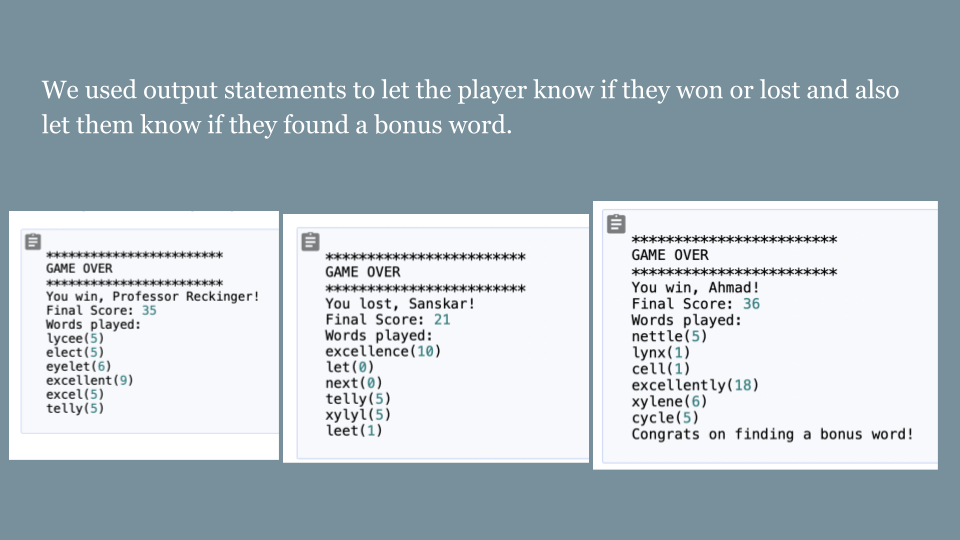 We used output statements to let the player know if they won or lost and also
let them know if they found a bonus word.
************************
GAME OVER
************************
You win, Professor Reckinger!
Final Score: 35
Words played:
lycee(5)
elect(5)
eyelet(6)
excellent(9)
excel(5)
telly(5)
************************
GAME OVER
************************
You lost, Sanskar!
Final Score: 21
Words played:
excellence(10)
let(0)
next(0)
telly(5)
xylyl(5)
leet(1)
************************
GAME OVER
************************
You win, Ahmad!
Final Score: 36
Words played:
nettle(5)
lynx(1)
cell(1)
excellently(18)
xylene(6)
cycle(5)
Congrats on finding a bonus word!